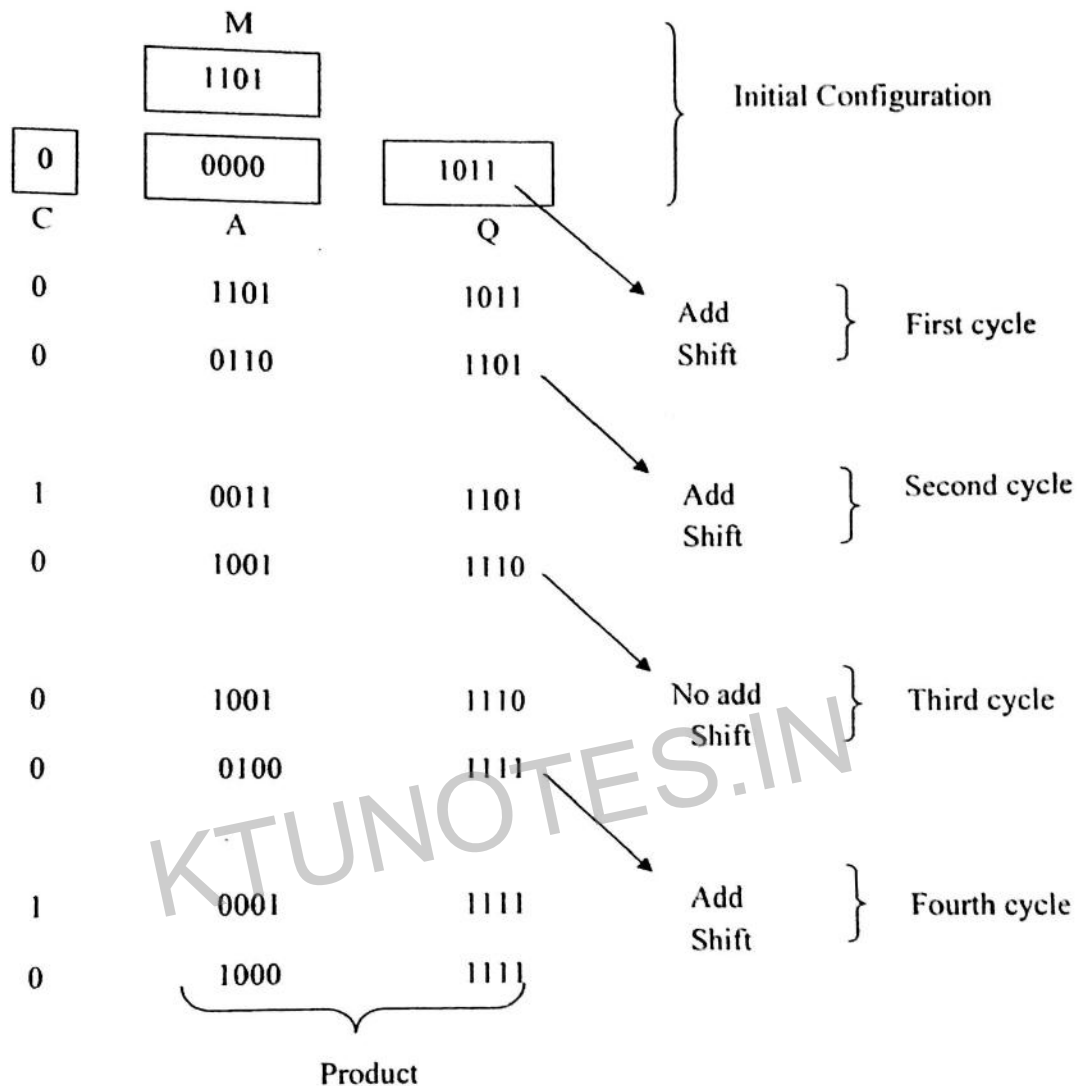 M
1101
Initial Configuration
0 0000 1011
C A Q
0 1101 1011 Add First cycle
0 0110 1101 Shift
1 0011 1101 Add Second cycle
0 1001 1110 Shift
0 1001 1110 No add Third cycle
0 0100 1111 Shift
KTUNOTES.IN
1 0001 1111 Add Fourth cycle
0 1000 1111 Shift
Product